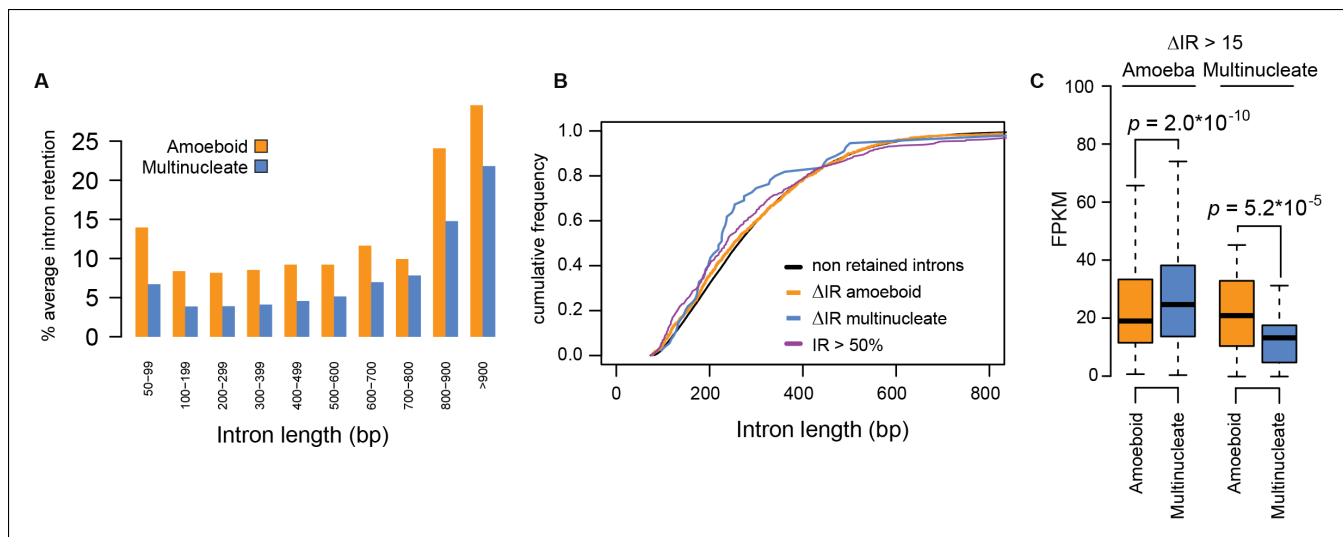 A
% average intron retention
25
20
15
10
5
0
Amoeboid
Multinucleate
50–99
100–199
200–299
300–399
400–499
500–600
600–700
700–800
800–900
>900
Intron length (bp)
B
cumulative frequency
1.0
0.8
0.6
0.4
0.2
0.0
non retained introns
ΔIR amoeboid
ΔIR multinucleate
IR > 50%
0
200
400
600
800
Intron length (bp)
C
ΔIR > 15
Amoeba
Multinucleate
FPKM
100
80
60
40
20
0
p = 2.0*10-10
p = 5.2*10-5
Amoeboid
Multinucleate
Amoeboid
Multinucleate